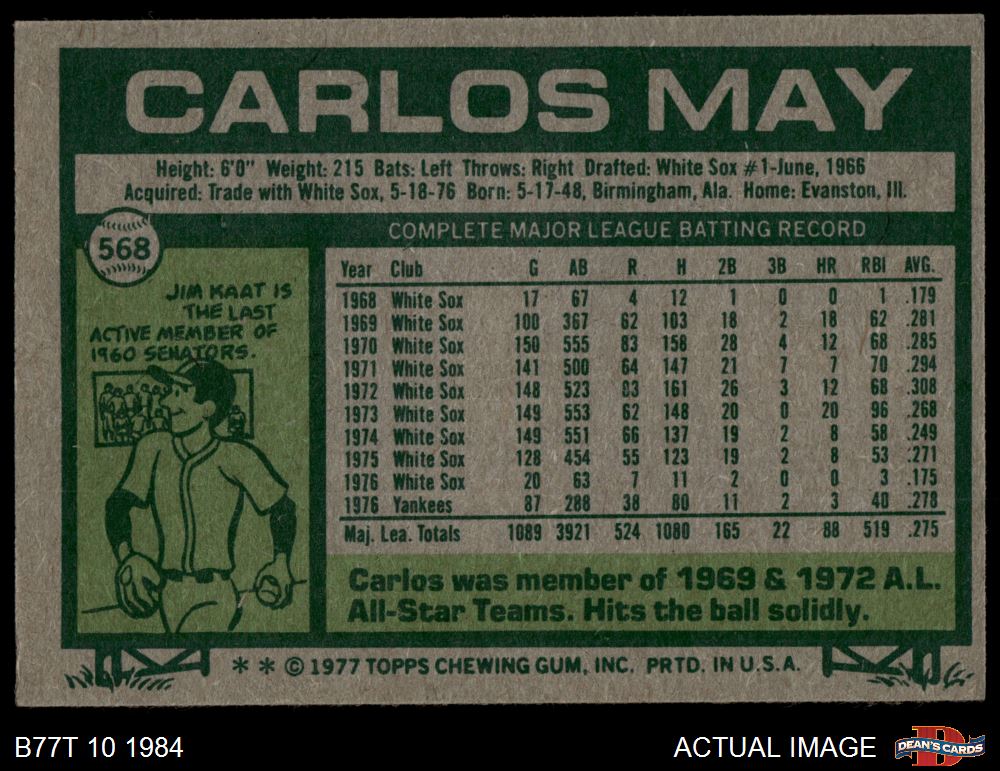 CARLOS MAY
Height: 6'0" Weight: 215 Bats: Left Throws: Right Drafted: White Sox #1-June, 1966
Acquired: Trade with White Sox, 5-18-76 Born: 5-17-48, Birmingham, Ala. Home: Evanston, Ill.
568
JIM KAAT IS
THE LAST
ACTIVE MEMBER OF
1960 SENATORS.
COMPLETE MAJOR LEAGUE BATTING RECORD
Year Club G AB R H 2B 3B HR RBI AVG.
1968 White Sox 17 67 4 12 1 0 0 1 .179
1969 White Sox 100 367 62 103 18 2 18 62 .281
1970 White Sox 150 555 83 158 28 4 12 68 .285
1971 White Sox 141 500 64 147 21 7 7 70 .294
1972 White Sox 148 523 83 161 26 3 12 68 .308
1973 White Sox 149 553 62 148 20 0 20 96 .268
1974 White Sox 149 551 66 137 19 2 8 58 .249
1975 White Sox 128 454 55 123 19 2 8 53 .271
1976 White Sox 20 63 7 11 2 0 0 3 .175
1976 Yankees 87 288 38 80 11 2 3 40 .278
Maj. Lea. Totals 1089 3921 524 1080 165 22 88 519 .275
Carlos was member of 1969 & 1972 A.L.
All-Star Teams. Hits the ball solidly.
* * © 1977 TOPPS CHEWING GUM, INC. PRTD. IN U.S.A.
B77T 10 1984
ACTUAL IMAGE
D
DEAN'S CARDS